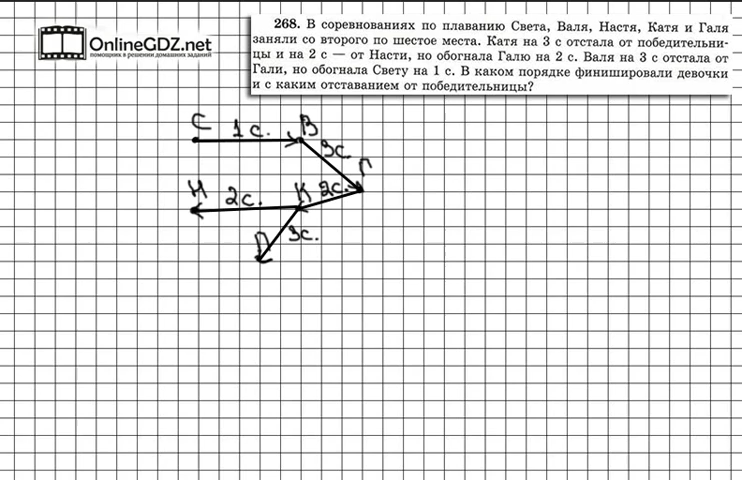 OnlineGDZ.net
помощник в решении домашних заданий
268. В соревнованиях по плаванию Света, Валя, Настя, Катя и Галя
заняли со второго по шестое места. Катя на 3 с отстала от победительни-
цы и на 2 с — от Насти, но обогнала Галю на 2 с. Валя на 3 с отстала от
Гали, но обогнала Свету на 1 с. В каком порядке финишировали девочки
и с каким отставанием от победительницы?
С 1с. В
3с Г
Н 2с. К 2с.
П 3с.